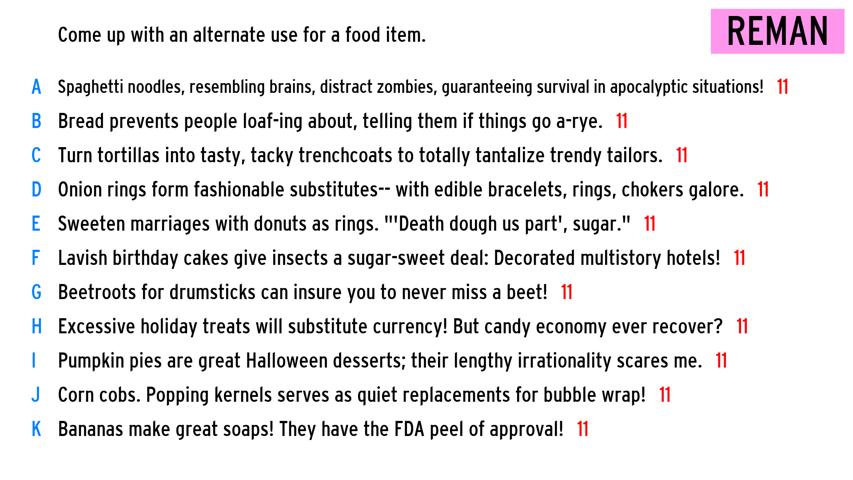 Come up with an alternate use for a food item.
REMAN
A Spaghetti noodles, resembling brains, distract zombies, guaranteeing survival in apocalyptic situations! 11
B Bread prevents people loaf-ing about, telling them if things go a-rye. 11
C Turn tortillas into tasty, tacky trenchcoats to totally tantalize trendy tailors. 11
D Onion rings form fashionable substitutes-- with edible bracelets, rings, chokers galore. 11
E Sweeten marriages with donuts as rings. "'Death dough us part', sugar." 11
F Lavish birthday cakes give insects a sugar-sweet deal: Decorated multistory hotels! 11
G Beetroots for drumsticks can insure you to never miss a beet! 11
H Excessive holiday treats will substitute currency! But candy economy ever recover? 11
I Pumpkin pies are great Halloween desserts; their lengthy irrationality scares me. 11
J Corn cobs. Popping kernels serves as quiet replacements for bubble wrap! 11
K Bananas make great soaps! They have the FDA peel of approval! 11